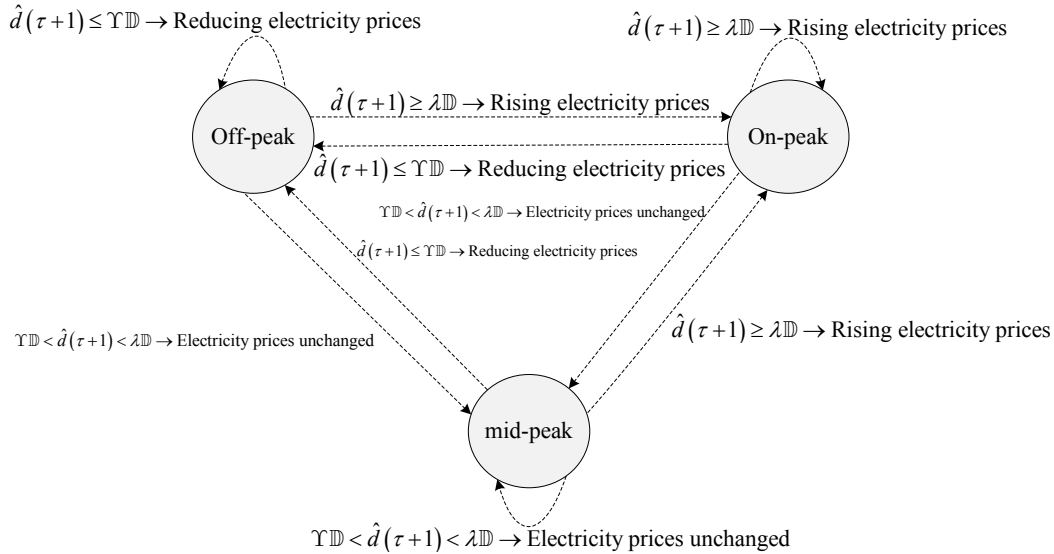 d̂(τ+1) ≤ ϒ𝔻 → Reducing electricity prices
d̂(τ+1) ≥ λ𝔻 → Rising electricity prices
d̂(τ+1) ≥ λ𝔻 → Rising electricity prices
Off-peak
On-peak
d̂(τ+1) ≤ ϒ𝔻 → Reducing electricity prices
ϒ𝔻 < d̂(τ+1) < λ𝔻 → Electricity prices unchanged
d̂(τ+1) ≤ ϒ𝔻 → Reducing electricity prices
d̂(τ+1) ≥ λ𝔻 → Rising electricity prices
ϒ𝔻 < d̂(τ+1) < λ𝔻 → Electricity prices unchanged
mid-peak
ϒ𝔻 < d̂(τ+1) < λ𝔻 → Electricity prices unchanged